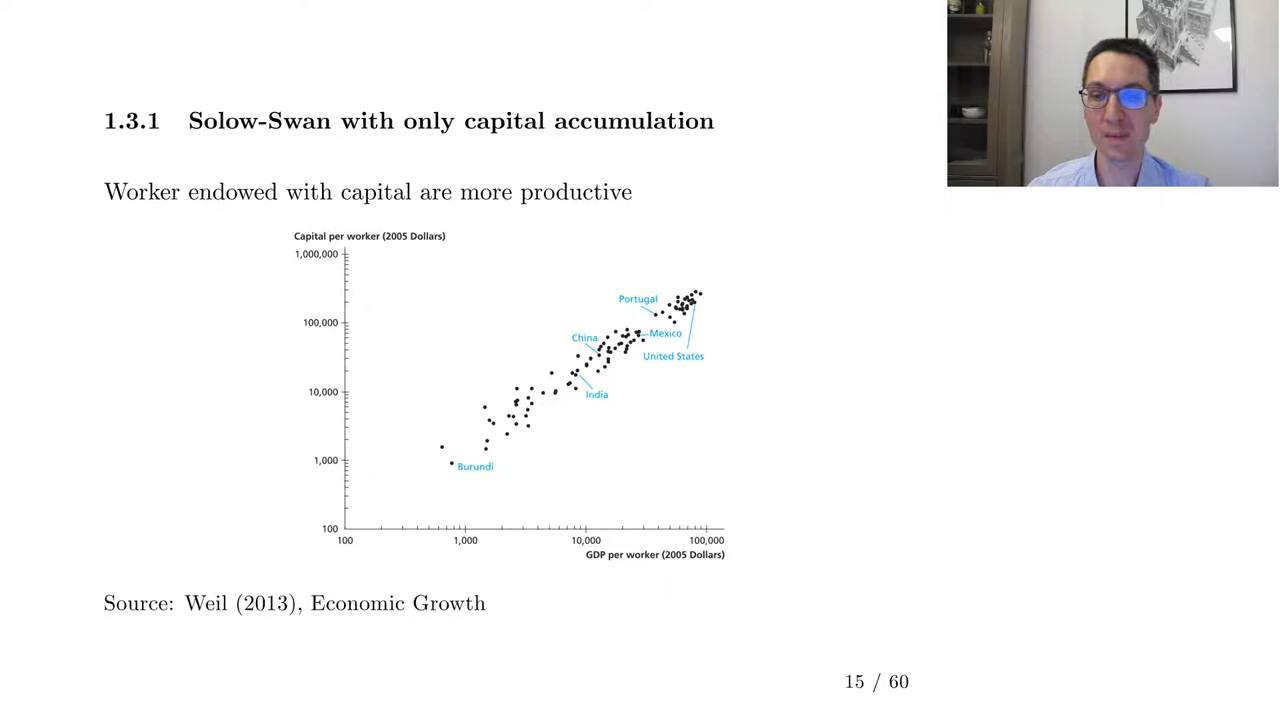 1.3.1 Solow-Swan with only capital accumulation
Worker endowed with capital are more productive
Capital per worker (2005 Dollars)
1,000,000
100,000
10,000
1,000
100
Portugal
China
Mexico
United States
India
Burundi
100 1,000 10,000 100,000
GDP per worker (2005 Dollars)
Source: Weil (2013), Economic Growth
15 / 60